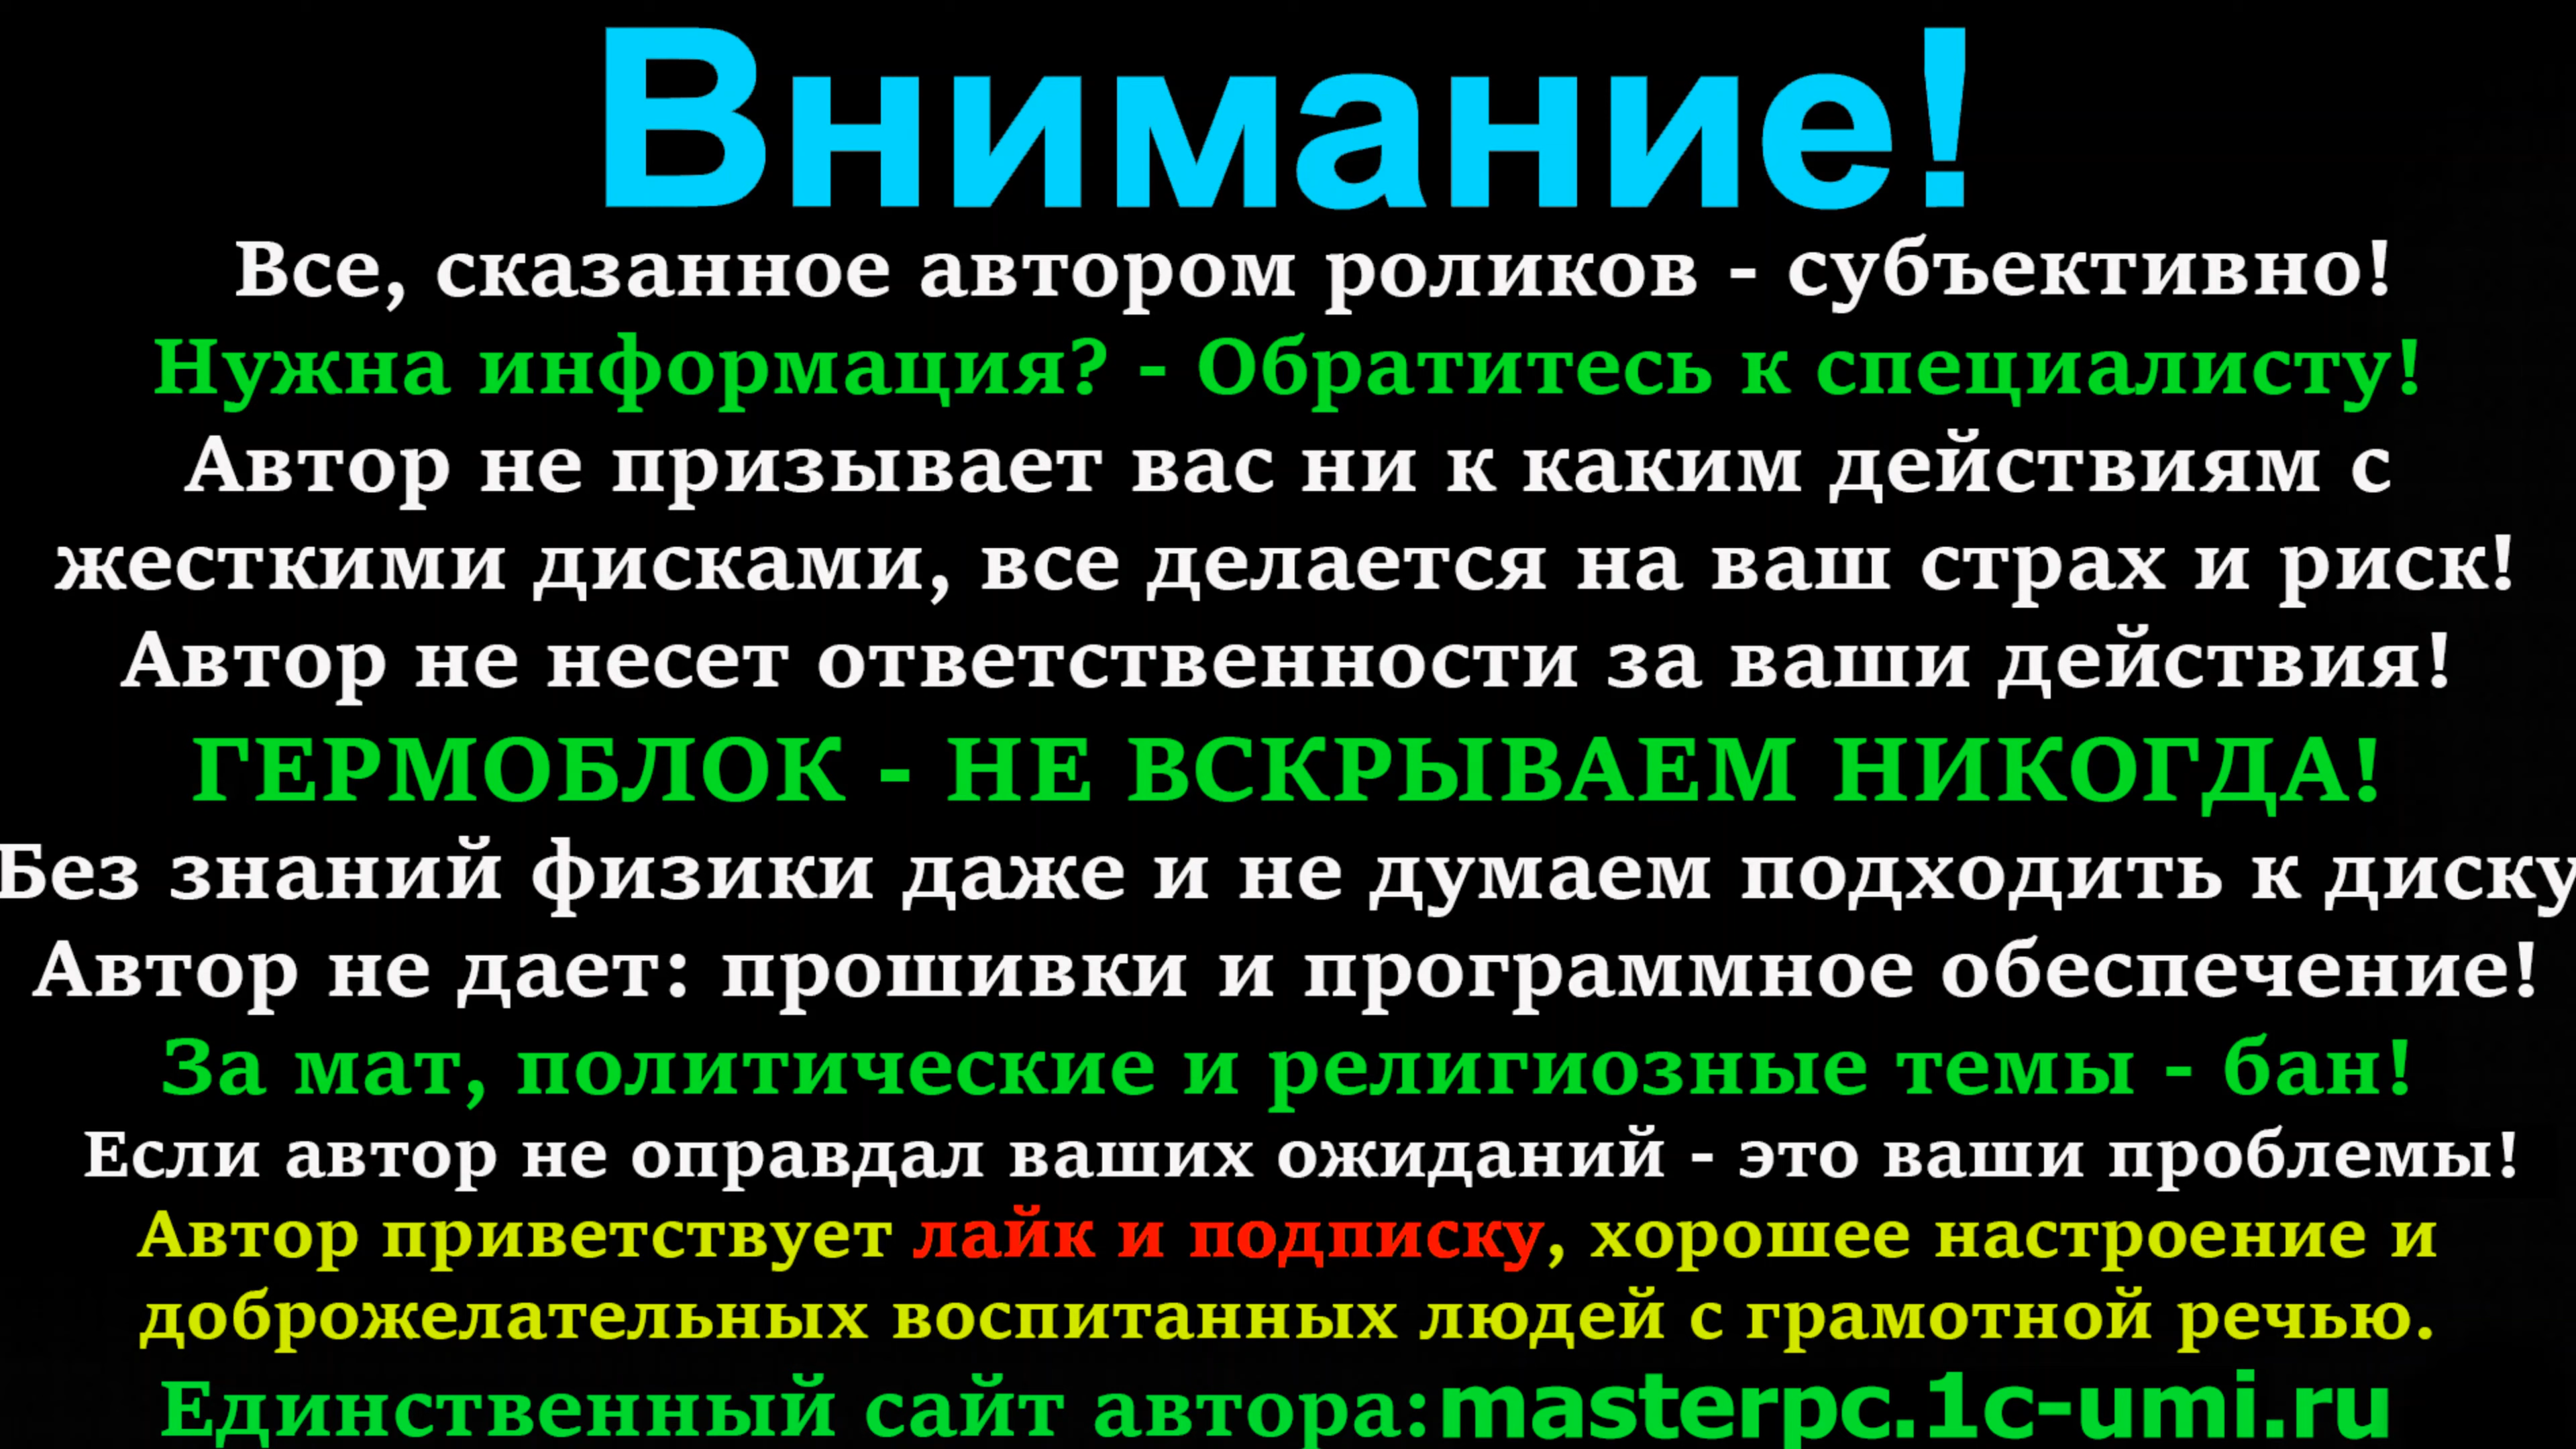 Внимание!
Все, сказанное автором роликов - субъективно!
Нужна информация? - Обратитесь к специалисту!
Автор не призывает вас ни к каким действиям с
жесткими дисками, все делается на ваш страх и риск!
Автор не несет ответственности за ваши действия!
ГЕРМОБЛОК - НЕ ВСКРЫВАЕМ НИКОГДА!
Без знаний физики даже и не думаем подходить к диску
Автор не дает: прошивки и программное обеспечение!
За мат, политические и религиозные темы - бан!
Если автор не оправдал ваших ожиданий - это ваши проблемы!
Автор приветствует лайк и подписку, хорошее настроение и
доброжелательных воспитанных людей с грамотной речью.
Единственный сайт автора:masterpc.1c-umi.ru